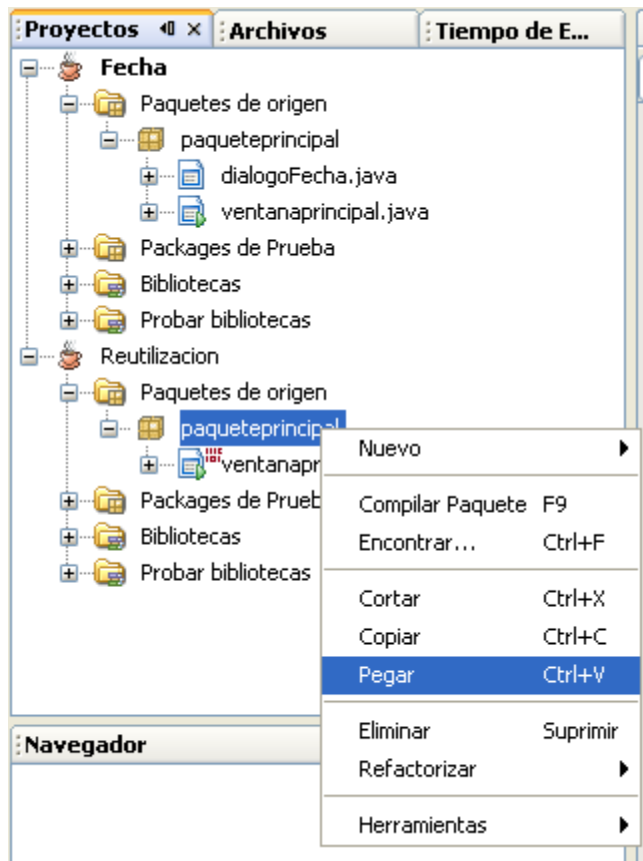 Proyectos
Archivos
Tiempo de E...
Fecha
Paquetes de origen
paqueteprincipal
dialogoFecha.java
ventanaprincipal.java
Packages de Prueba
Bibliotecas
Probar bibliotecas
Reutilizacion
Paquetes de origen
paqueteprincipal
ventanapr
Packages de Prueb
Bibliotecas
Probar bibliotecas
Nuevo
Compilar Paquete F9
Encontrar... Ctrl+F
Cortar Ctrl+X
Copiar Ctrl+C
Pegar Ctrl+V
Eliminar Suprimir
Refactorizar
Herramientas
Navegador